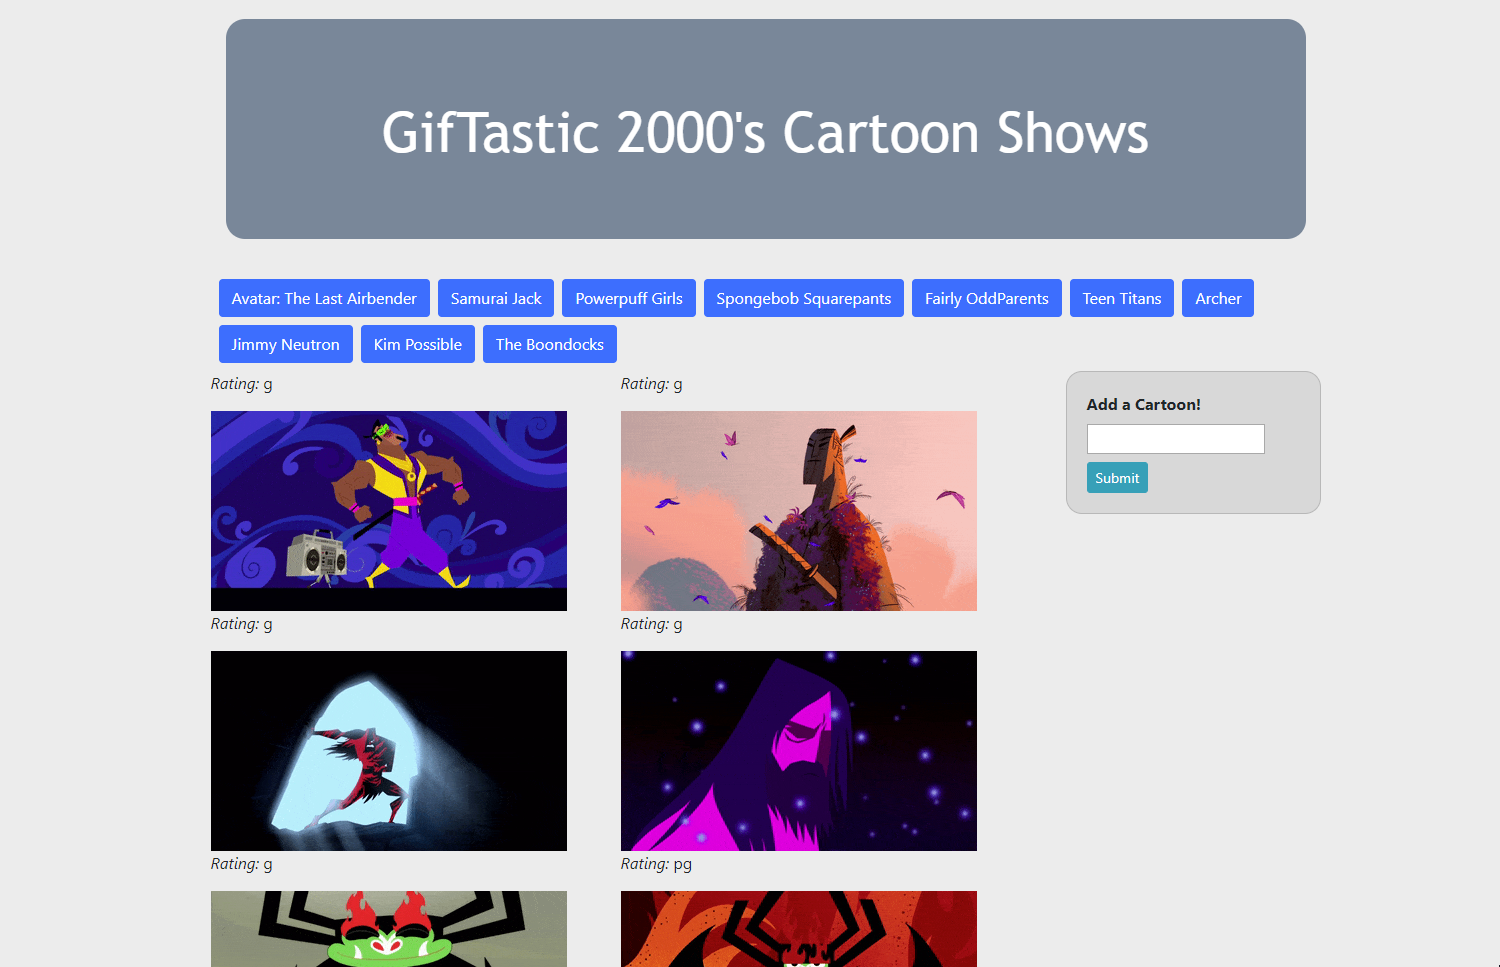 GifTastic 2000's Cartoon Shows
Avatar: The Last Airbender Samurai Jack Powerpuff Girls Spongebob Squarepants Fairly OddParents Teen Titans Archer
Jimmy Neutron Kim Possible The Boondocks
Rating: g
Rating: g
Add a Cartoon!
Submit
Rating: g
Rating: g
Rating: g
Rating: pg